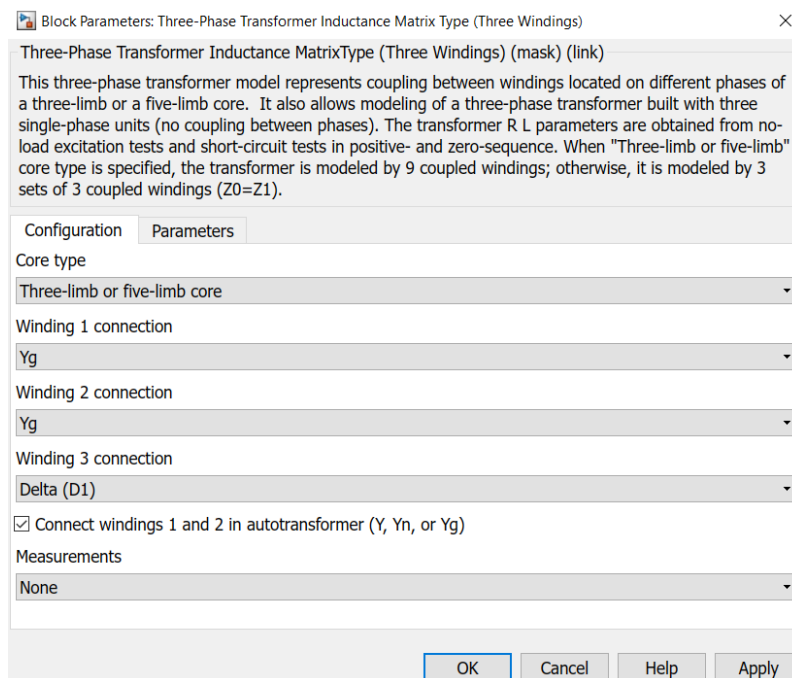 Block Parameters: Three-Phase Transformer Inductance Matrix Type (Three Windings)
Three-Phase Transformer Inductance MatrixType (Three Windings) (mask) (link)
This three-phase transformer model represents coupling between windings located on different phases of
a three-limb or a five-limb core.  It also allows modeling of a three-phase transformer built with three
single-phase units (no coupling between phases). The transformer R L parameters are obtained from no-
load excitation tests and short-circuit tests in positive- and zero-sequence. When "Three-limb or five-limb"
core type is specified, the transformer is modeled by 9 coupled windings; otherwise, it is modeled by 3
sets of 3 coupled windings (Z0=Z1).
Configuration Parameters
Core type
Three-limb or five-limb core
Winding 1 connection
Yg
Winding 2 connection
Yg
Winding 3 connection
Delta (D1)
Connect windings 1 and 2 in autotransformer (Y, Yn, or Yg)
Measurements
None
OK Cancel Help Apply